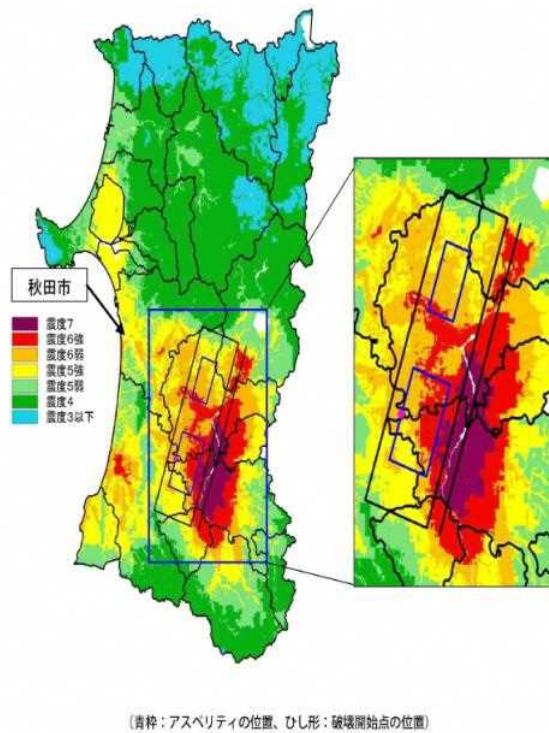 秋田市
震度7
震度6強
震度6弱
震度5強
震度5弱
震度4
震度3以下
(青枠:アスペリティの位置、ひし形:破壊開始点の位置)